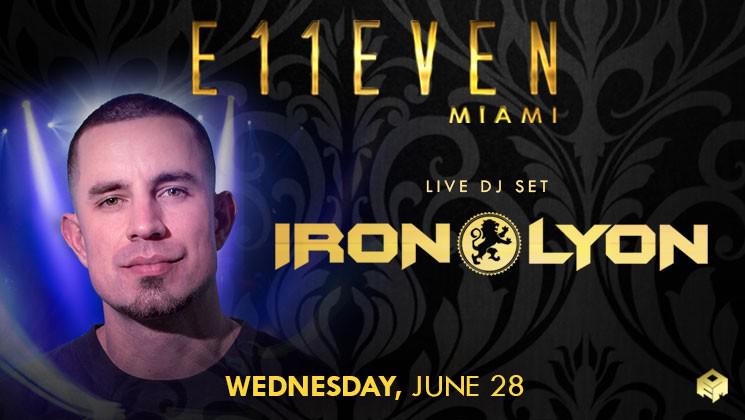 E11EVEN
MIAMI
LIVE DJ SET
IRON LYON
WEDNESDAY, JUNE 28